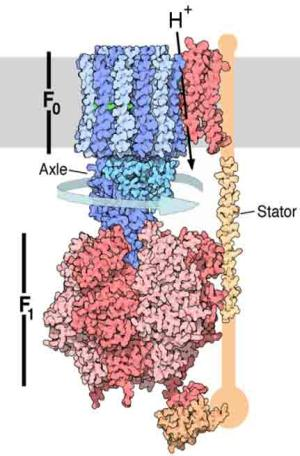 H⁺
F₀
Axle
Stator
F₁